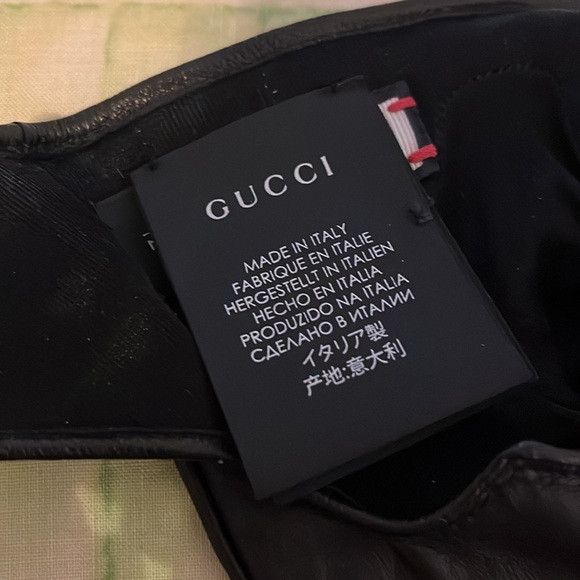 GUCCI
MADE IN ITALY
FABRIQUE EN ITALIE
HERGESTELLT IN ITALIEN
HECHO EN ITALIA
PRODUZIDO NA ITALIA
СДЕЛАНО В ИТАЛИИ
イタリア製
产地:意大利